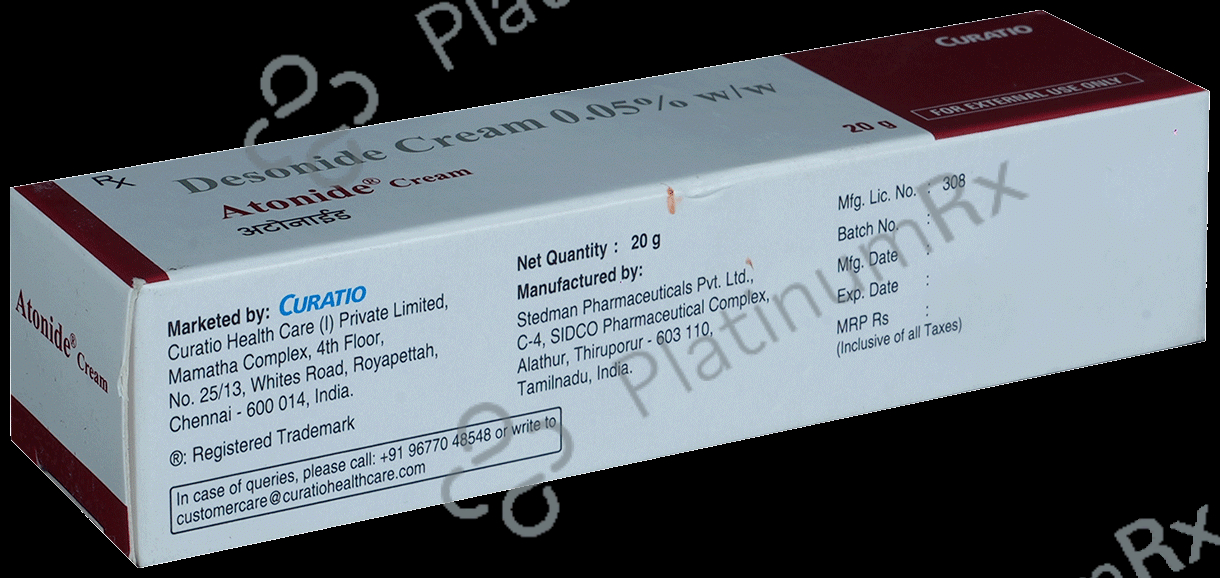 CURATIO
FOR EXTERNAL USE ONLY
Rx
Desonide Cream 0.05% w/w
Atonide® Cream
अटोनाईड
20 g
Atonide® Cream
Marketed by: CURATIO
Curatio Health Care (I) Private Limited,
Mamatha Complex, 4th Floor,
No. 25/13, Whites Road, Royapettah,
Chennai - 600 014, India.
®: Registered Trademark
In case of queries, please call: +91 96770 48548 or write to
customercare@curatiohealthcare.com
Net Quantity : 20 g
Manufactured by:
Stedman Pharmaceuticals Pvt. Ltd.,
C-4, SIDCO Pharmaceutical Complex,
Alathur, Thiruporur - 603 110,
Tamilnadu, India.
Mfg. Lic. No. : 308
Batch No. :
Mfg. Date :
Exp. Date :
MRP Rs :
(Inclusive of all Taxes)
Platinum
PlatinumRx
PlatinumRx